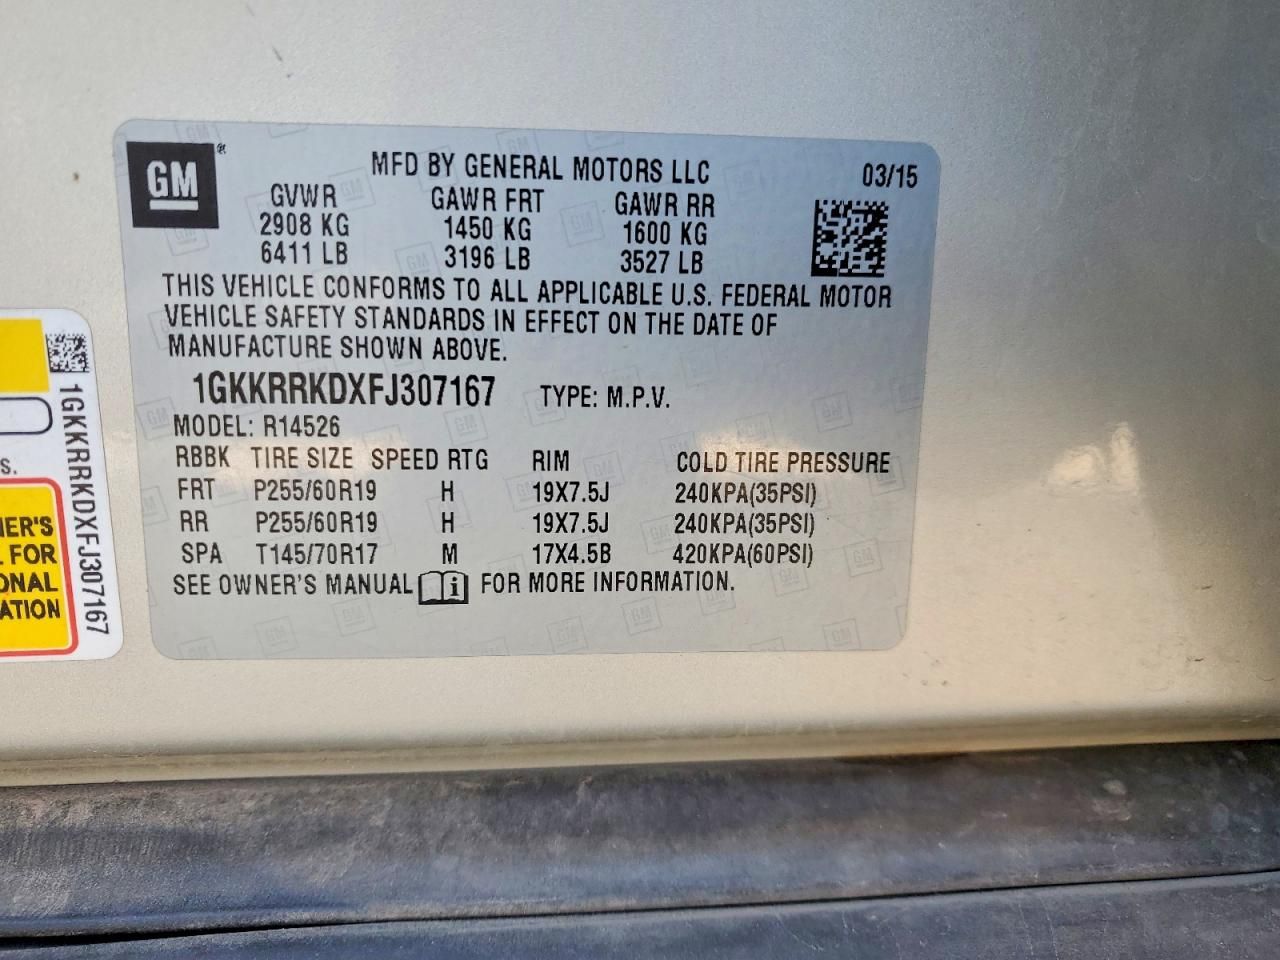 GM®
MFD BY GENERAL MOTORS LLC 03/15
GVWR GAWR FRT GAWR RR
2908 KG 1450 KG 1600 KG
6411 LB 3196 LB 3527 LB
THIS VEHICLE CONFORMS TO ALL APPLICABLE U.S. FEDERAL MOTOR
VEHICLE SAFETY STANDARDS IN EFFECT ON THE DATE OF
MANUFACTURE SHOWN ABOVE.
1GKKRRKDXFJ307167 TYPE: M.P.V.
MODEL: R14526
RBBK TIRE SIZE SPEED RTG RIM COLD TIRE PRESSURE
FRT P255/60R19 H 19X7.5J 240KPA(35PSI)
RR P255/60R19 H 19X7.5J 240KPA(35PSI)
SPA T145/70R17 M 17X4.5B 420KPA(60PSI)
SEE OWNER'S MANUAL i FOR MORE INFORMATION.
1GKKRRKDXFJ307167
S.
NER'S
L FOR
ONAL
ATION